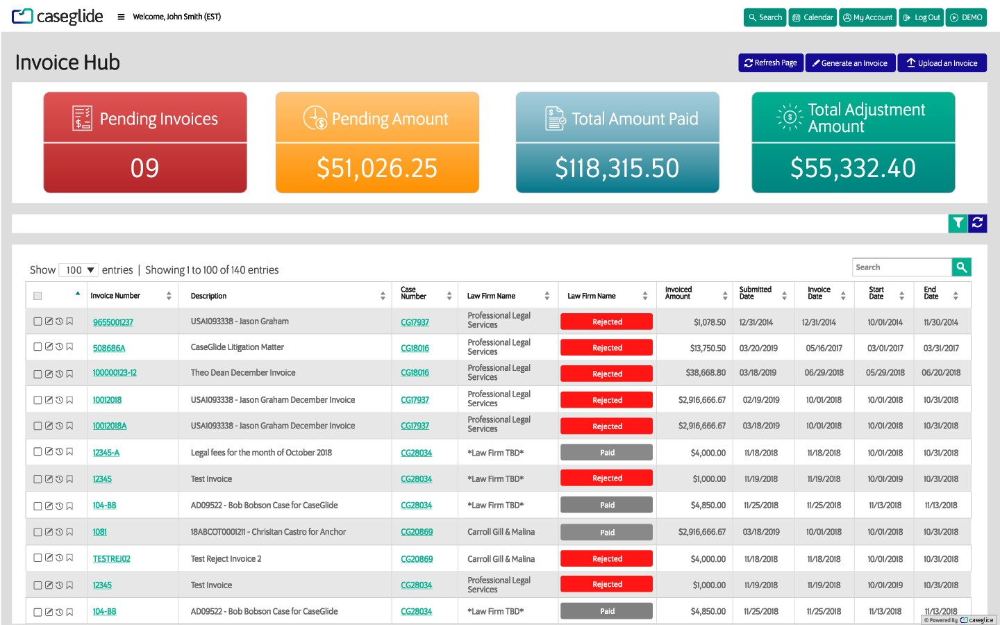 caseglide
Welcome, John Smith (EST)
Search Calendar My Account Log Out DEMO
Invoice Hub
Refresh Page Generate an Invoice Upload an Invoice
Pending Invoices
09
Pending Amount
$51,026.25
Total Amount Paid
$118,315.50
Total Adjustment
Amount
$55,332.40
Show 100 entries | Showing 1 to 100 of 140 entries
Search
Invoice Number Description Case Number Law Firm Name Law Firm Name Invoiced Amount Submitted Date Invoice Date Start Date End Date
9655001237 USA1093338 - Jason Graham CG17937 Professional Legal Services Rejected $1,078.50 12/31/2014 12/31/2014 10/01/2014 11/30/2014
508686A CaseGlide Litigation Matter CG18016 Professional Legal Services Rejected $13,750.50 03/20/2019 05/16/2017 03/01/2017 03/31/2017
100000123-12 Theo Dean December Invoice CG18016 Professional Legal Services Rejected $38,668.80 03/18/2019 06/29/2018 05/29/2018 06/20/2018
10012018 USA1093338 - Jason Graham December Invoice CG17937 Professional Legal Services Rejected $2,916,666.67 02/19/2019 10/01/2018 10/01/2018 10/31/2018
10012018A USA1093338 - Jason Graham December Invoice CG17937 Professional Legal Services Rejected $2,916,666.67 03/18/2019 10/01/2018 10/01/2018 10/31/2018
12345-A Legal fees for the month of October 2018 CG28034 *Law Firm TBD* Paid $4,000.00 11/18/2018 11/18/2018 10/01/2018 10/31/2018
12345 Test Invoice CG28034 *Law Firm TBD* Rejected $1,000.00 11/19/2018 11/19/2018 10/01/2019 10/31/2018
104-BB AD09522 - Bob Bobson Case for CaseGlide CG28034 *Law Firm TBD* Paid $4,850.00 11/25/2018 11/25/2018 11/13/2018 11/13/2018
1081 18ABCOT0001211 - Chrisitan Castro for Anchor CG20869 Carroll Gill & Malina Paid $2,916,666.67 03/18/2019 10/01/2018 10/01/2018 10/31/2018
TESTREJ02 Test Reject Invoice 2 CG20869 Carroll Gill & Malina Rejected $4,000.00 11/18/2018 11/18/2018 10/01/2018 10/31/2018
12345 Test Invoice CG28034 Professional Legal Services Rejected $1,000.00 11/19/2018 11/19/2018 10/01/2019 10/31/2018
104-BB AD09522 - Bob Bobson Case for CaseGlide CG28034 *Law Firm TBD* Paid $4,850.00 11/25/2018 11/25/2018 11/13/2018 11/13/2018
© Powered By caseglide